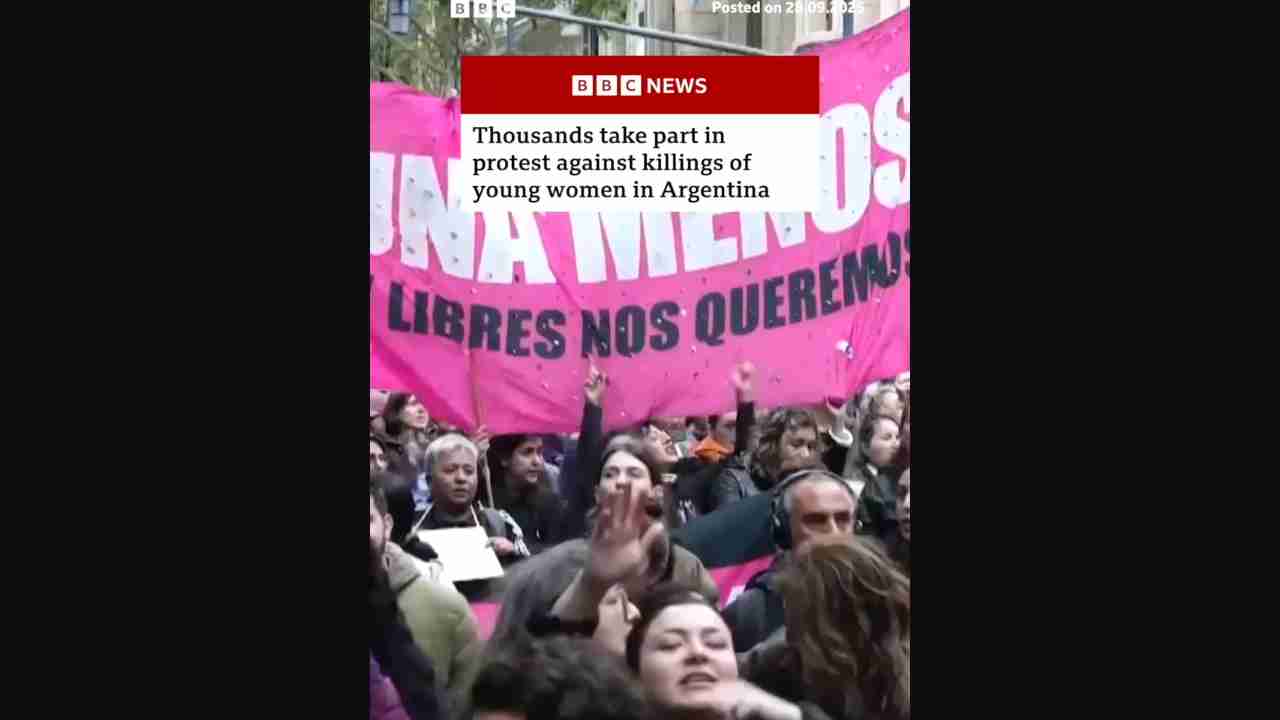 BBC
Posted on 28.09.2025
BBC NEWS
Thousands take part in
protest against killings of
young women in Argentina
UNA MENOS
LIBRES NOS QUEREMOS